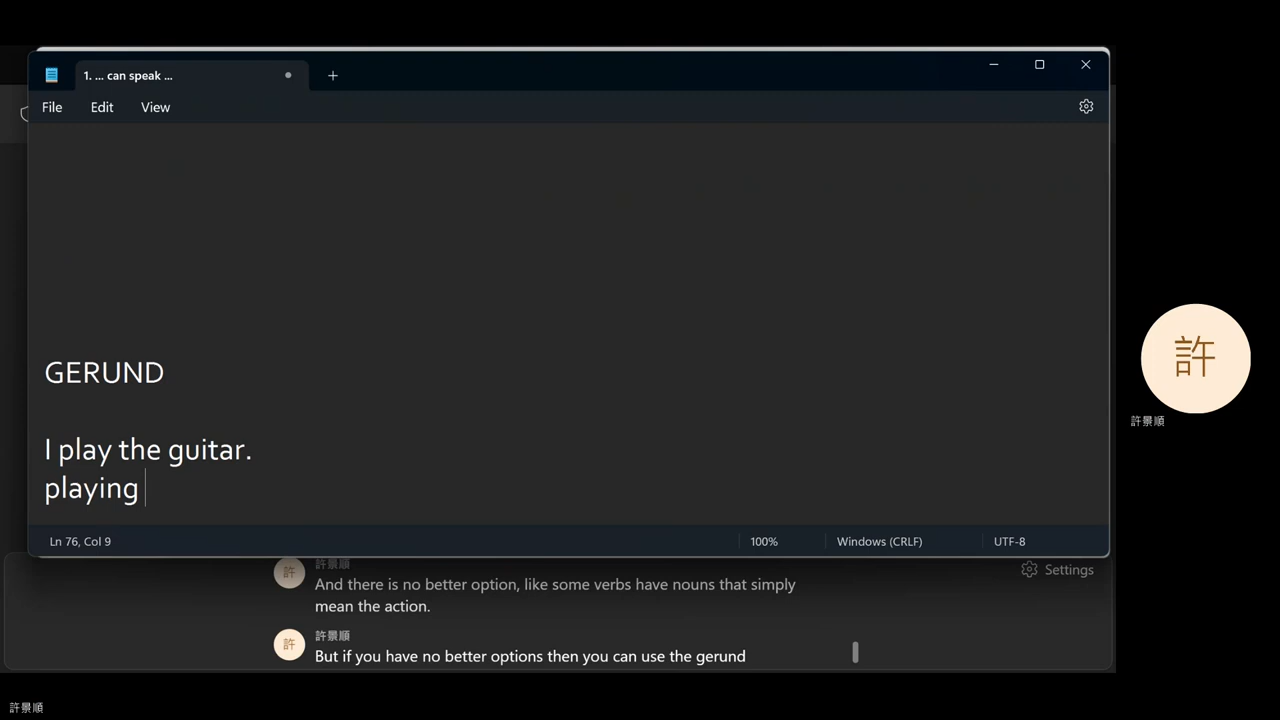 1. ... can speak ...
File Edit View
GERUND
I play the guitar.
playing
Ln 76, Col 9 100% Windows (CRLF) UTF-8
許
許景順
Settings
許 許景順
And there is no better option, like some verbs have nouns that simply
mean the action.
許 許景順
But if you have no better options then you can use the gerund
許景順